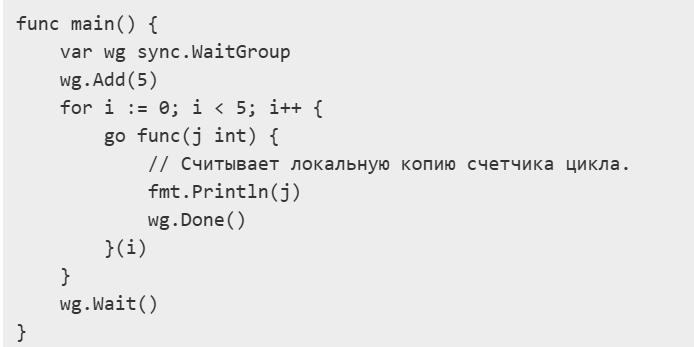 func main() {
    var wg sync.WaitGroup
    wg.Add(5)
    for i := 0; i < 5; i++ {
        go func(j int) {
            // Считывает локальную копию счетчика цикла.
            fmt.Println(j)
            wg.Done()
        }(i)
    }
    wg.Wait()
}